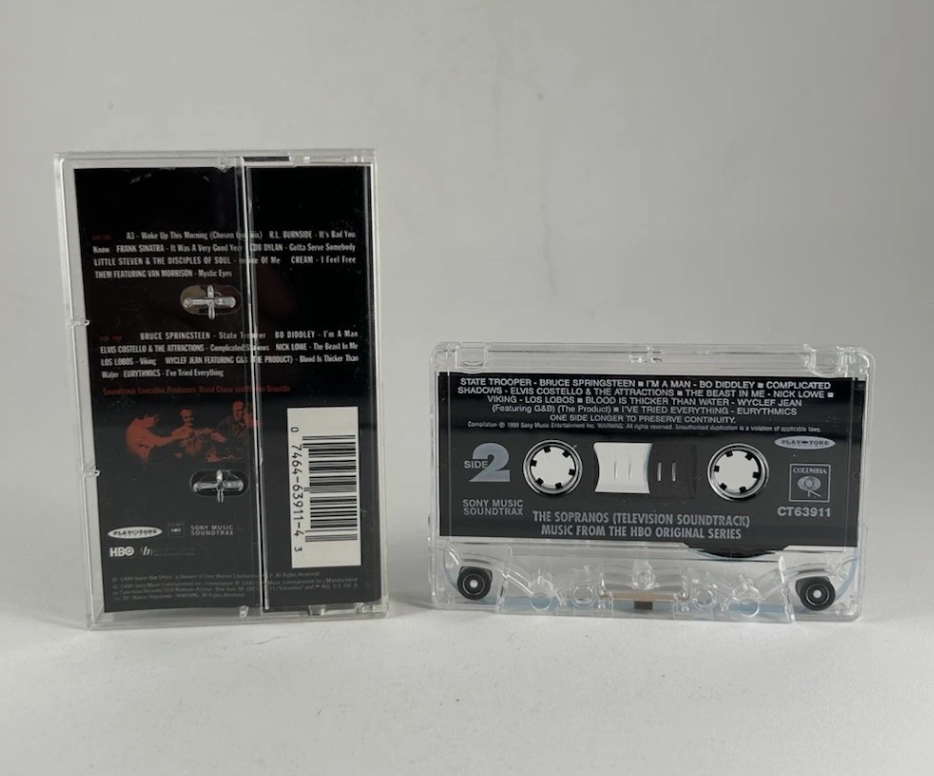 A3 - Wake Up This Morning (Chosen R.L. BURNSIDE - It's Bad You
Know FRANK SINATRA - It Was A Very Good Year BOB DYLAN - Gotta Serve Somebody
LITTLE STEVEN & THE DISCIPLES OF SOUL - Of Me CREAM - I Feel Free
THEM FEATURING VAN MORRISON - Mystic Eyes
BRUCE SPRINGSTEEN - State Trooper BO DIDDLEY - I'm A Man
ELVIS COSTELLO & THE ATTRACTIONS - Complicated Shadows NICK LOWE - The Beast In Me
LOS LOBOS - Viking WYCLEF JEAN FEATURING G&B (THE PRODUCT) - Blood Is Thicker Than
Water EURYTHMICS - I've Tried Everything
Soundtrack Executive Producers: David Chase and
0 7464-63911-4 3
PLAY-TONE
SONY MUSIC
SOUNDTRAX
HBO
STATE TROOPER - BRUCE SPRINGSTEEN ■ I'M A MAN - BO DIDDLEY ■ COMPLICATED
SHADOWS - ELVIS COSTELLO & THE ATTRACTIONS ■ THE BEAST IN ME - NICK LOWE ■
VIKING - LOS LOBOS ■ BLOOD IS THICKER THAN WATER - WYCLEF JEAN
(Featuring G&B) (The Product) ■ I'VE TRIED EVERYTHING - EURYTHMICS
ONE SIDE LONGER TO PRESERVE CONTINUITY.
Compilation ℗ 1999 Sony Music Entertainment Inc. WARNING: All rights reserved. Unauthorized duplication is a violation of applicable laws.
PLAY-TONE
SIDE 2
COLUMBIA
SONY MUSIC
SOUNDTRAX
CT63911
THE SOPRANOS (TELEVISION SOUNDTRACK)
MUSIC FROM THE HBO ORIGINAL SERIES